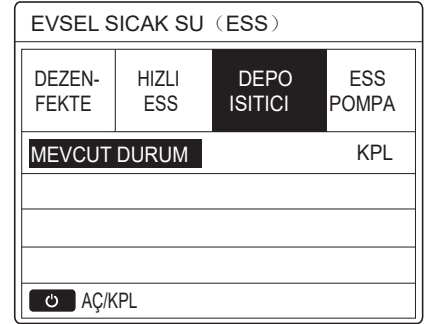 EVSEL SICAK SU（ESS）
DEZEN- HIZLI DEPO ESS
FEKTE ESS ISITICI POMPA
MEVCUT DURUM KPL
AÇ/KPL